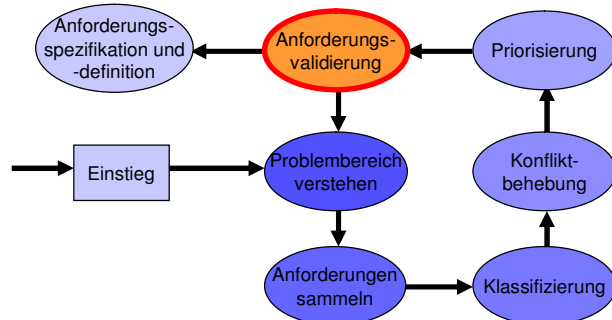 Anforderungs-
spezifikation und
-definition
Anforderungs-
validierung
Priorisierung
Einstieg
Problembereich
verstehen
Konflikt-
behebung
Anforderungen
sammeln
Klassifizierung